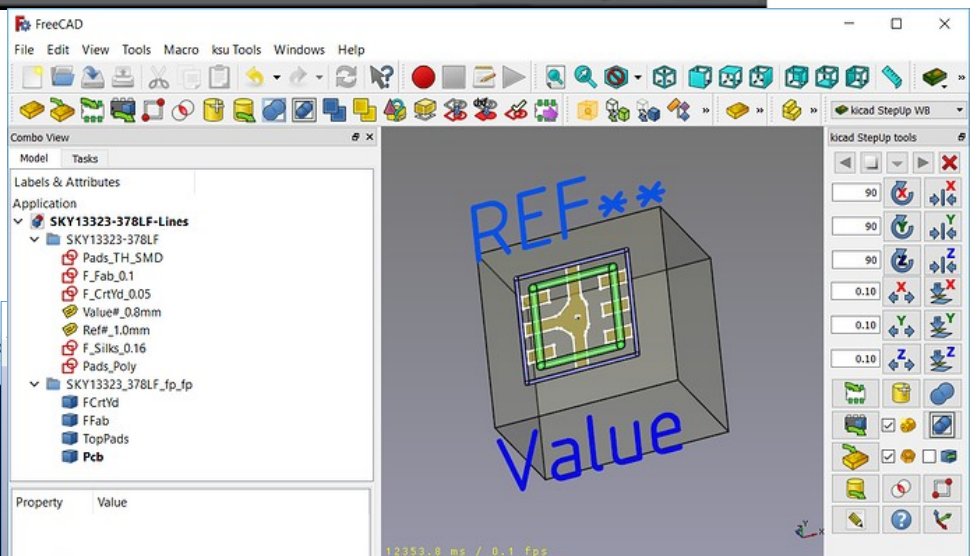 FreeCAD
File Edit View Tools Macro ksu Tools Windows Help
» kicad StepUp WB
Combo View
kicad StepUp tools
Model Tasks
Labels & Attributes
Application
SKY13323-378LF-Lines
SKY13323-378LF
Pads_TH_SMD
F_Fab_0.1
F_CrtYd_0.05
Value#_0.8mm
Ref#_1.0mm
F_Silks_0.16
Pads_Poly
SKY13323_378LF_fp_fp
FCrtYd
FFab
TopPads
Pcb
Property Value
REF**
Value
12353.8 ms / 0.1 fps
Y X
90 X X
90 Y Y
90 Z Z
0.10 X X
0.10 Y Y
0.10 Z Z